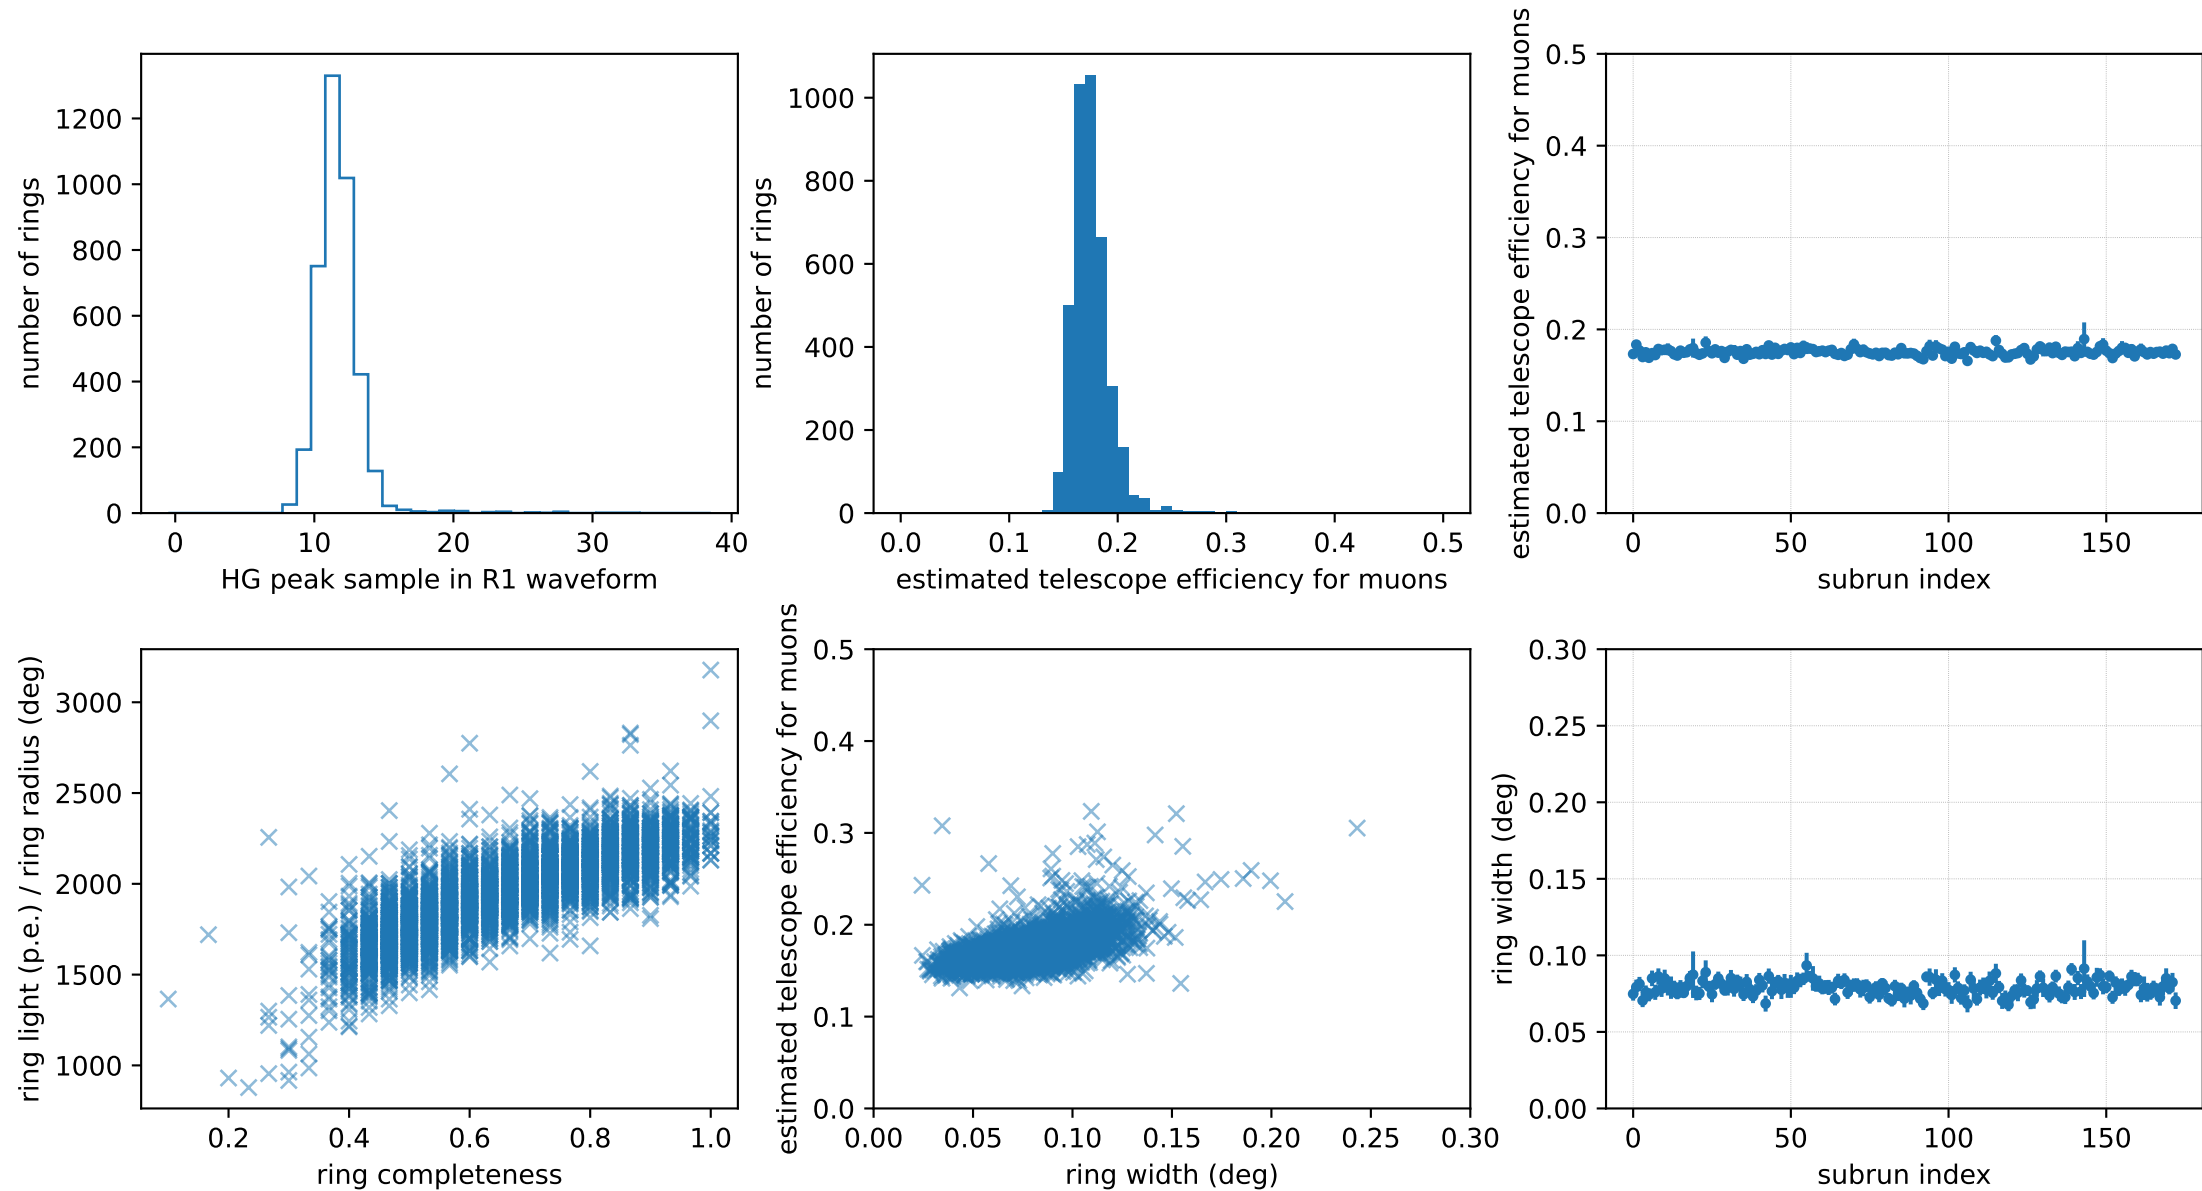 number of rings
1200
1000
800
600
400
200
0
0 10 20 30 40
HG peak sample in R1 waveform
number of rings
1000
800
600
400
200
0
0.0 0.1 0.2 0.3 0.4 0.5
estimated telescope efficiency for muons
estimated telescope efficiency for muons
0.5
0.4
0.3
0.2
0.1
0.0
0 50 100 150
subrun index
ring light (p.e.) / ring radius (deg)
3000
2500
2000
1500
1000
0.2 0.4 0.6 0.8 1.0
ring completeness
estimated telescope efficiency for muons
0.5
0.4
0.3
0.2
0.1
0.0
0.00 0.05 0.10 0.15 0.20 0.25 0.30
ring width (deg)
ring width (deg)
0.30
0.25
0.20
0.15
0.10
0.05
0.00
0 50 100 150
subrun index